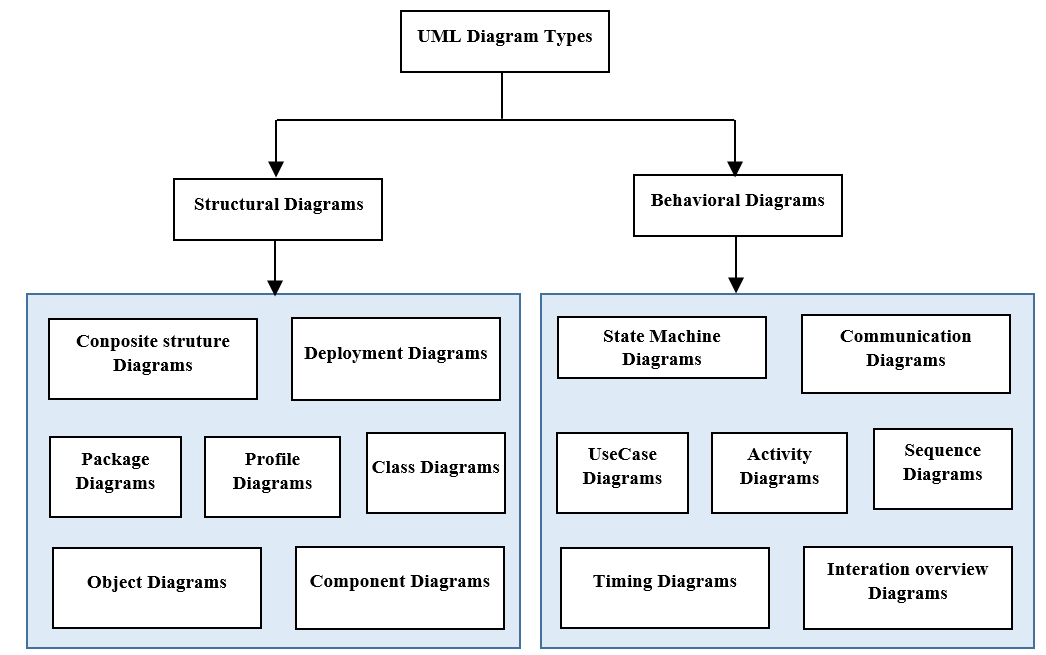 UML Diagram Types
Structural Diagrams
Behavioral Diagrams
Conposite struture
Diagrams
Deployment Diagrams
Package
Diagrams
Profile
Diagrams
Class Diagrams
Object Diagrams
Component Diagrams
State Machine
Diagrams
Communication
Diagrams
UseCase
Diagrams
Activity
Diagrams
Sequence
Diagrams
Timing Diagrams
Interation overview
Diagrams